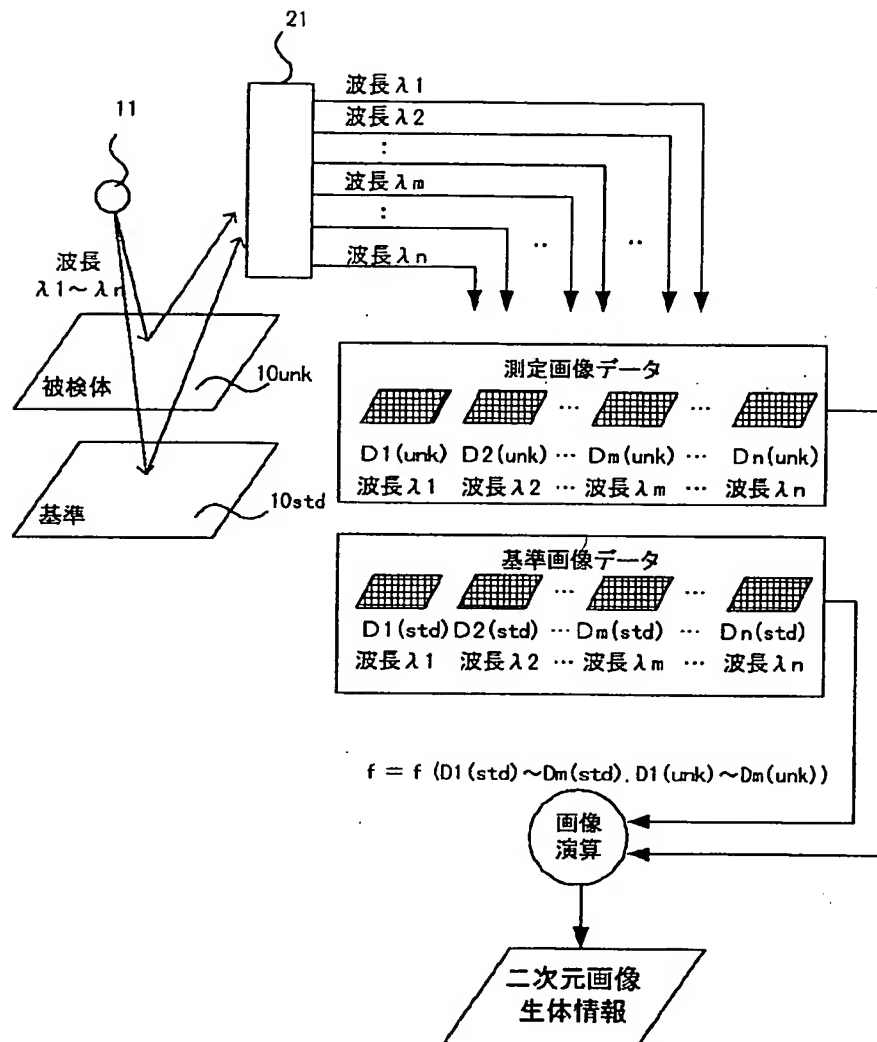 21
波長λ1
波長λ2
:
波長λm
:
波長λn
‥
‥
11
波長
λ1～λn
被検体
10unk
基準
10std
測定画像データ
… …
D1(unk) D2(unk) … Dm(unk) … Dn(unk)
波長λ1 波長λ2 … 波長λm … 波長λn
基準画像データ
… …
D1(std) D2(std) … Dm(std) … Dn(std)
波長λ1 波長λ2 … 波長λm … 波長λn
f = f (D1(std)～Dm(std), D1(unk)～Dm(unk))
画像
演算
二次元画像
生体情報